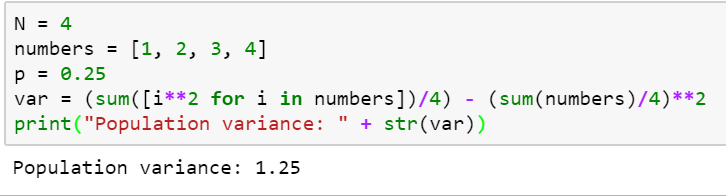 N = 4
numbers = [1, 2, 3, 4]
p = 0.25
var = (sum([i**2 for i in numbers])/4) - (sum(numbers)/4)**2
print("Population variance: " + str(var))
Population variance: 1.25